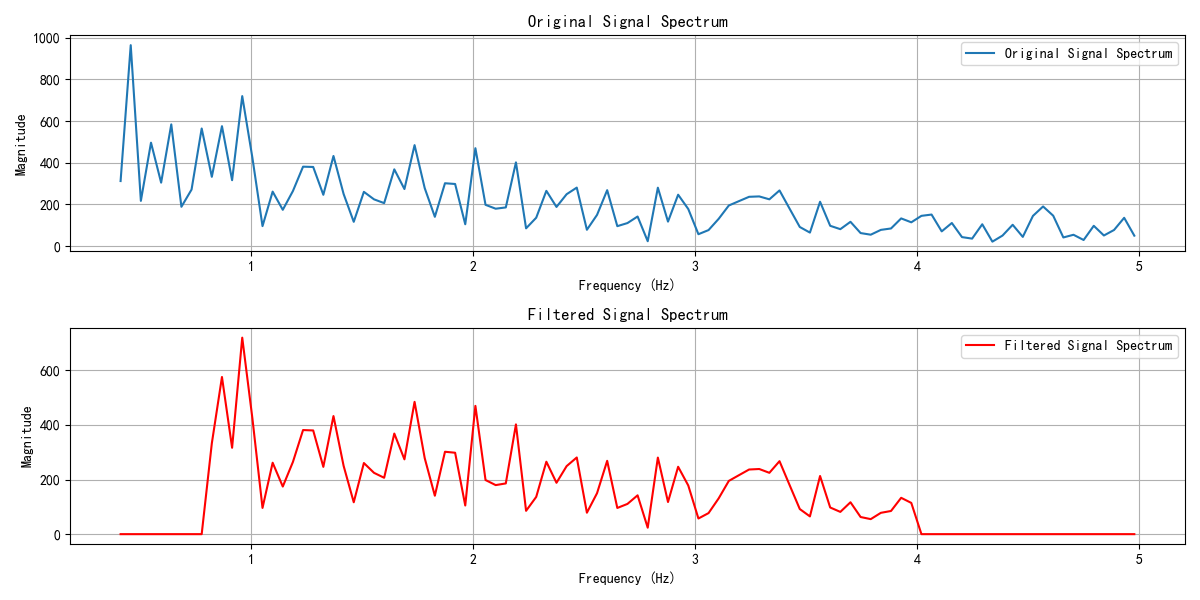 Original Signal Spectrum
1000
800
600
400
200
0
Magnitude
Original Signal Spectrum
1 2 3 4 5
Frequency (Hz)
Filtered Signal Spectrum
600
400
200
0
Magnitude
Filtered Signal Spectrum
1 2 3 4 5
Frequency (Hz)